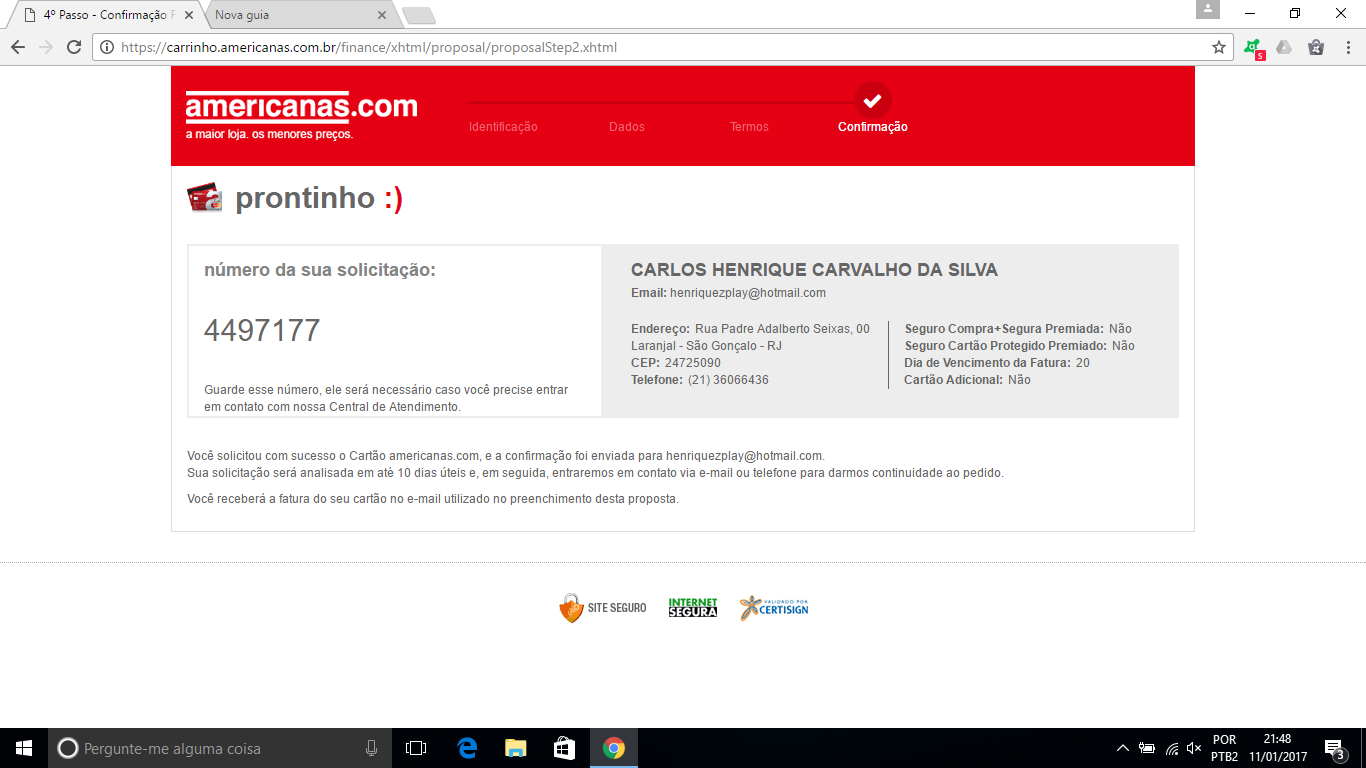 4º Passo - Confirmação
Nova guia
https://carrinho.americanas.com.br/finance/xhtml/proposal/proposalStep2.xhtml
5
americanas.com
a maior loja. os menores preços.
Identificação
Dados
Termos
Confirmação
prontinho :)
número da sua solicitação:
4497177
Guarde esse número, ele será necessário caso você precise entrar
em contato com nossa Central de Atendimento.
CARLOS HENRIQUE CARVALHO DA SILVA
Email: henriquezplay@hotmail.com
Endereço: Rua Padre Adalberto Seixas, 00
Laranjal - São Gonçalo - RJ
CEP: 24725090
Telefone: (21) 36066436
Seguro Compra+Segura Premiada: Não
Seguro Cartão Protegido Premiado: Não
Dia de Vencimento da Fatura: 20
Cartão Adicional: Não
Você solicitou com sucesso o Cartão americanas.com, e a confirmação foi enviada para henriquezplay@hotmail.com.
Sua solicitação será analisada em até 10 dias úteis e, em seguida, entraremos em contato via e-mail ou telefone para darmos continuidade ao pedido.
Você receberá a fatura do seu cartão no e-mail utilizado no preenchimento desta proposta.
SITE SEGURO
INTERNET
SEGURA
VALIDADO POR
CERTISIGN
Pergunte-me alguma coisa
POR
PTB2
21:48
11/01/2017
3